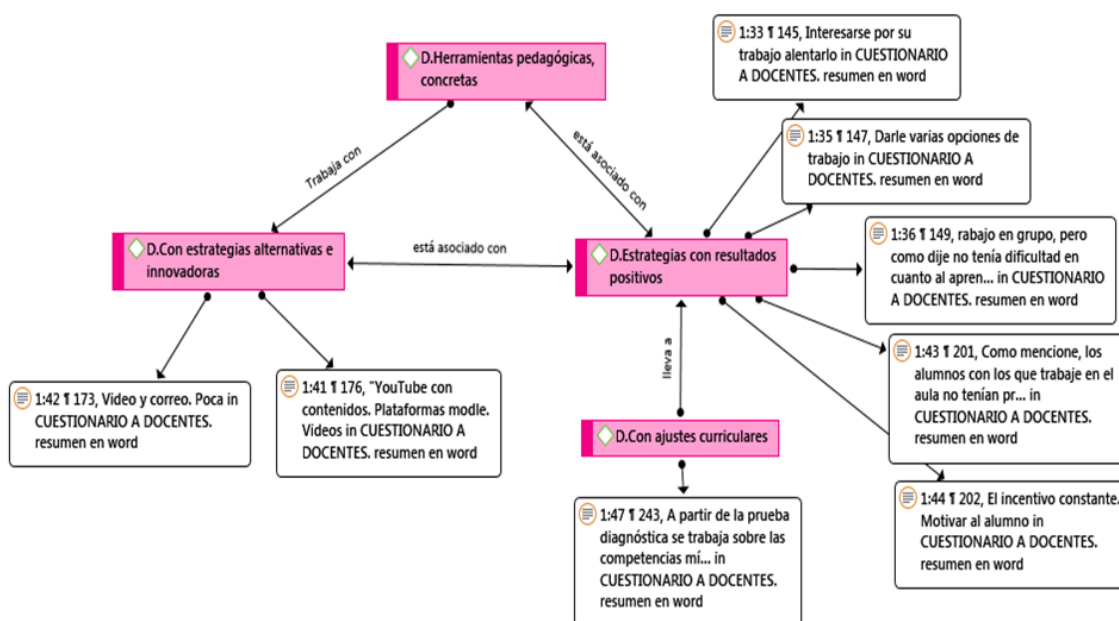 D.Herramientas pedagógicas,
concretas
1:33 ¶ 145, Interesarse por su
trabajo alentarlo in CUESTIONARIO
A DOCENTES. resumen en word
1:35 ¶ 147, Darle varias opciones de
trabajo in CUESTIONARIO A
DOCENTES. resumen en word
Trabaja con
está asociado con
D.Con estrategias alternativas e
innovadoras
está asociado con
D.Estrategias con resultados
positivos
1:36 ¶ 149, rabajo en grupo, pero
como dije no tenía dificultad en
cuanto al apren... in CUESTIONARIO
A DOCENTES. resumen en word
lleva a
1:42 ¶ 173, Video y correo. Poca in
CUESTIONARIO A DOCENTES.
resumen en word
1:41 ¶ 176, "YouTube con
contenidos. Plataformas modle.
Videos in CUESTIONARIO A
DOCENTES. resumen en word
1:43 ¶ 201, Como mencione, los
alumnos con los que trabaje en el
aula no tenían pr... in
CUESTIONARIO A DOCENTES.
resumen en word
D.Con ajustes curriculares
1:47 ¶ 243, A partir de la prueba
diagnóstica se trabaja sobre las
competencias mí... in
CUESTIONARIO A DOCENTES.
resumen en word
1:44 ¶ 202, El incentivo constante.
Motivar al alumno in
CUESTIONARIO A DOCENTES.
resumen en word